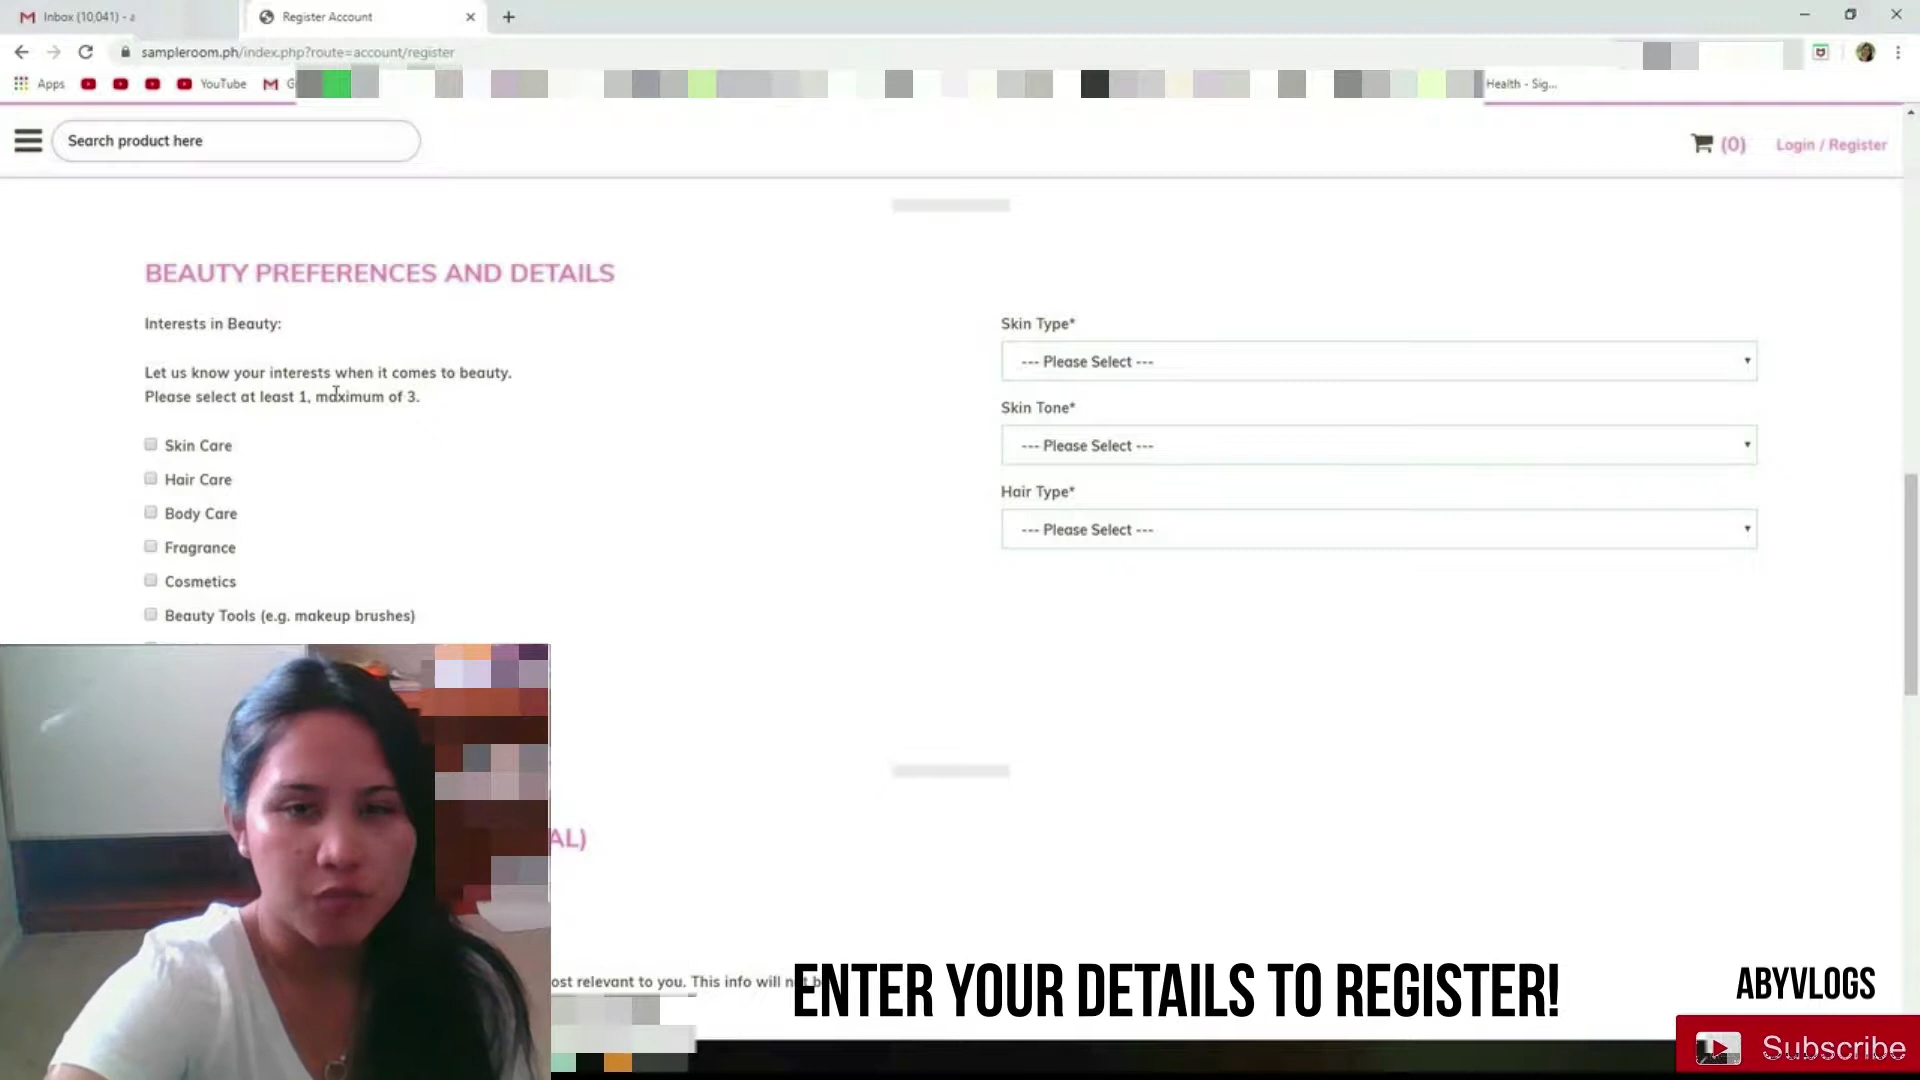 Inbox (10,041) - a
Register Account
sampleroom.ph/index.php?route=account/register
Apps
YouTube
G
Health - Sig...
Search product here
(0)
Login / Register
BEAUTY PREFERENCES AND DETAILS
Interests in Beauty:
Let us know your interests when it comes to beauty.
Please select at least 1, maximum of 3.
Skin Care
Hair Care
Body Care
Fragrance
Cosmetics
Beauty Tools (e.g. makeup brushes)
Skin Type*
--- Please Select ---
Skin Tone*
--- Please Select ---
Hair Type*
--- Please Select ---
AL)
ost relevant to you. This info will not b
ENTER YOUR DETAILS TO REGISTER!
ABYVLOGS
Subscribe